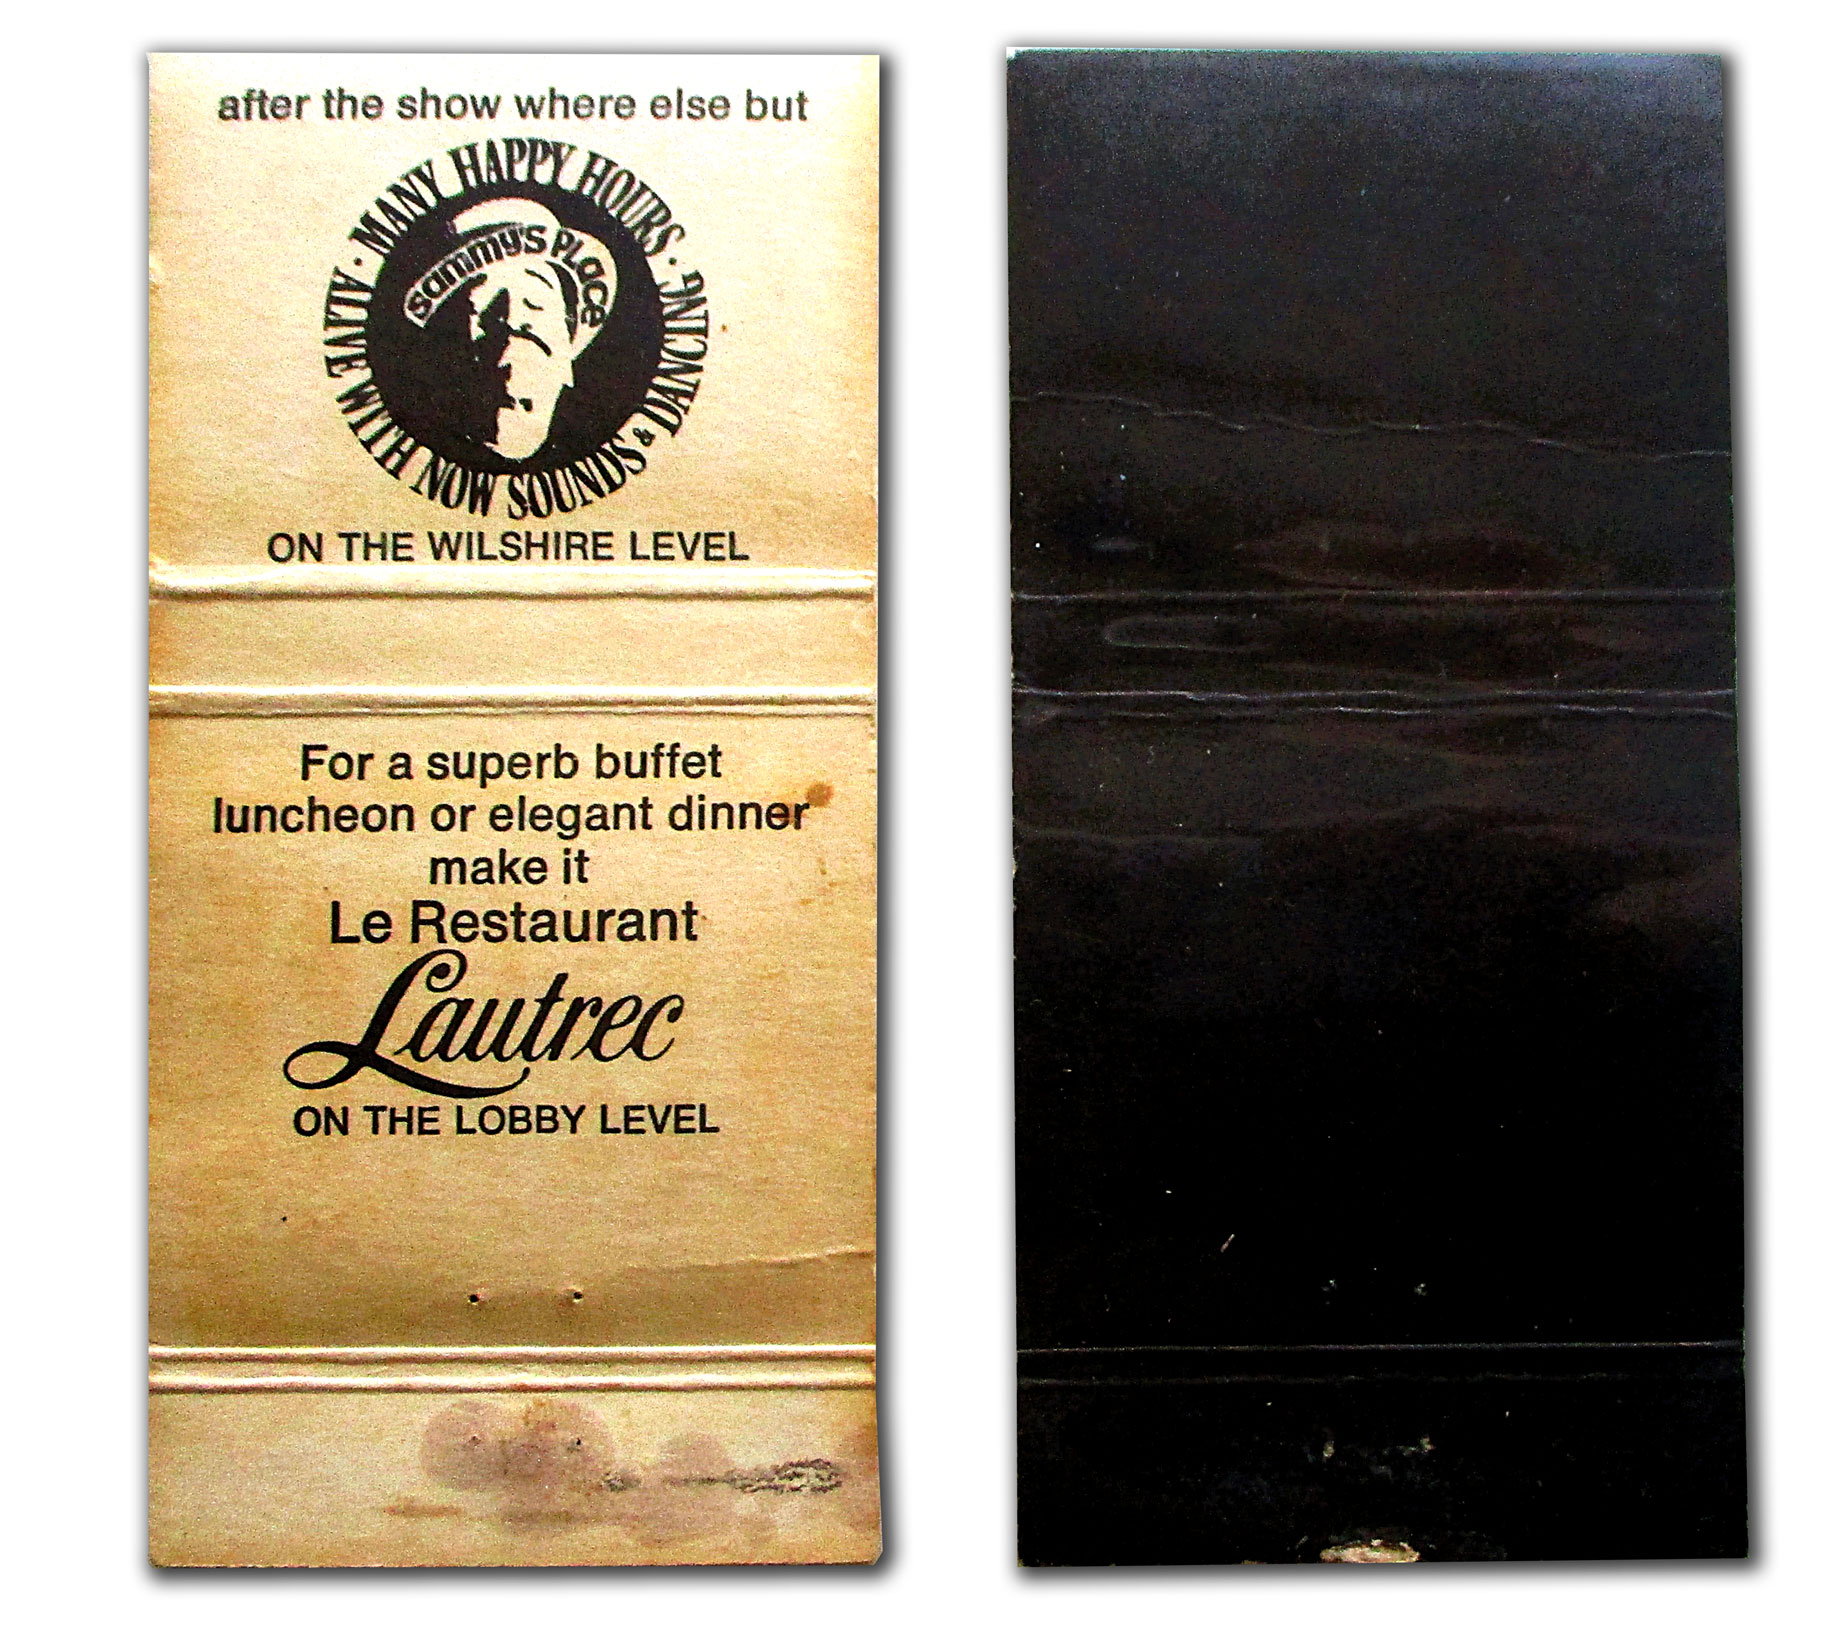 after the show where else but
MANY HAPPY HOURS · DANCING & SOUNDS NOW WITH ALIVE ·
sammy's PLace
ON THE WILSHIRE LEVEL
For a superb buffet
luncheon or elegant dinner
make it
Le Restaurant
Lautrec
ON THE LOBBY LEVEL